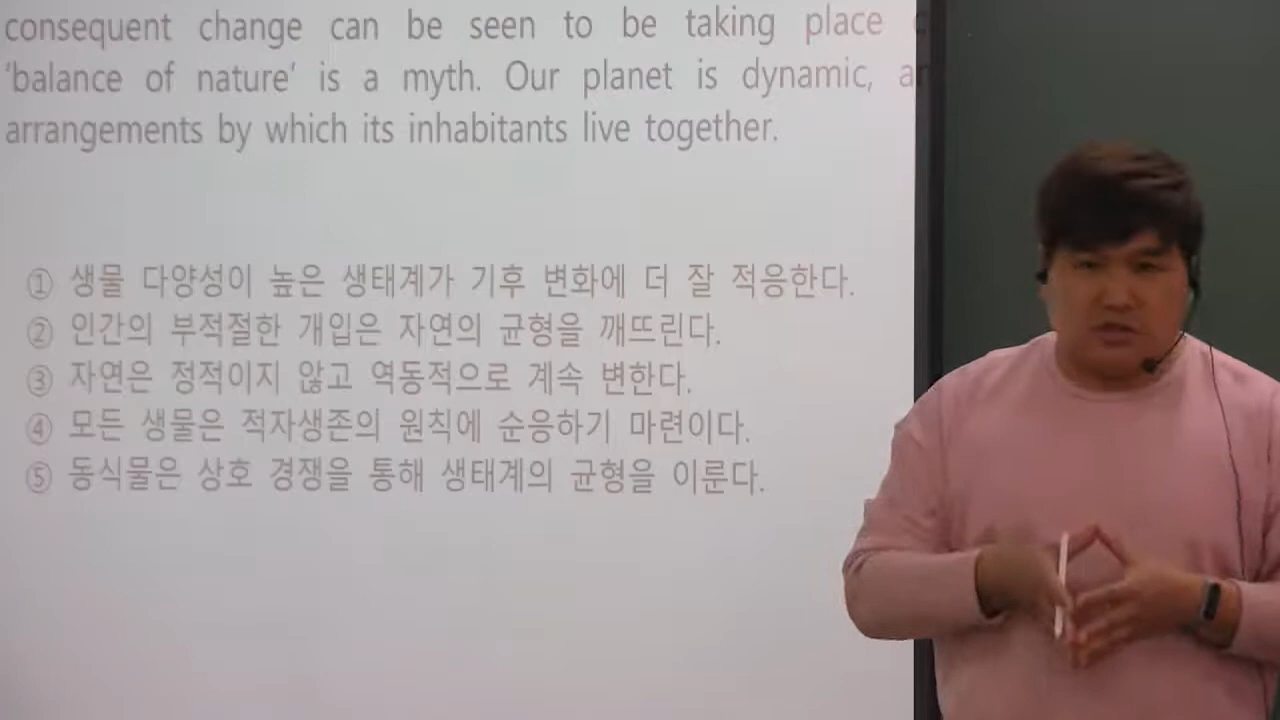 consequent change can be seen to be taking place
‘balance of nature’ is a myth. Our planet is dynamic,
arrangements by which its inhabitants live together.
① 생물 다양성이 높은 생태계가 기후 변화에 더 잘 적응한다.
② 인간의 부적절한 개입은 자연의 균형을 깨뜨린다.
③ 자연은 정적이지 않고 역동적으로 계속 변한다.
④ 모든 생물은 적자생존의 원칙에 순응하기 마련이다.
⑤ 동식물은 상호 경쟁을 통해 생태계의 균형을 이룬다.